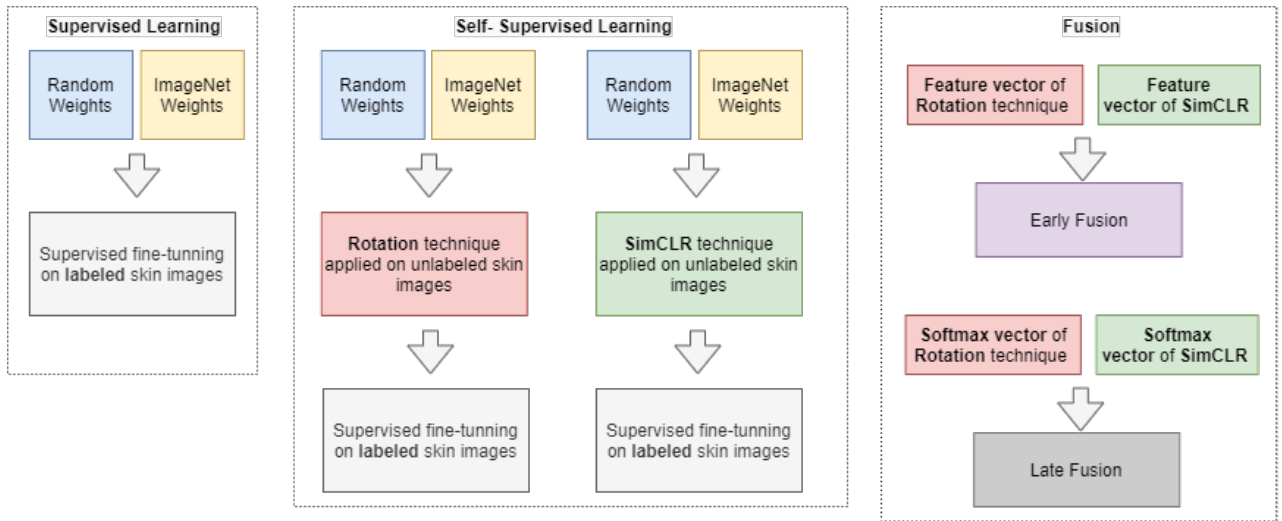 Supervised Learning
Random
Weights
ImageNet
Weights
Supervised fine-tunning
on labeled skin images
Self- Supervised Learning
Random
Weights
ImageNet
Weights
Rotation technique
applied on unlabeled skin
images
Supervised fine-tunning
on labeled skin images
Random
Weights
ImageNet
Weights
SimCLR technique
applied on unlabeled skin
images
Supervised fine-tunning
on labeled skin images
Fusion
Feature vector of
Rotation technique
Feature
vector of SimCLR
Early Fusion
Softmax vector of
Rotation technique
Softmax
vector of SimCLR
Late Fusion